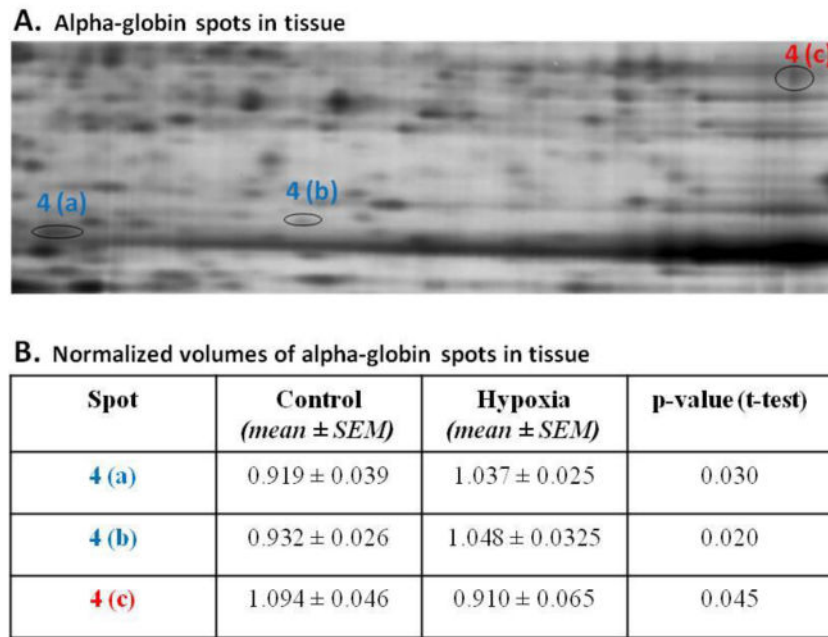 A. Alpha-globin spots in tissue
4 (c)
4 (b)
4 (a)
B. Normalized volumes of alpha-globin spots in tissue
Spot Control Hypoxia p-value (t-test)
(mean ± SEM) (mean ± SEM)
4 (a) 0.919 ± 0.039 1.037 ± 0.025 0.030
4 (b) 0.932 ± 0.026 1.048 ± 0.0325 0.020
4 (c) 1.094 ± 0.046 0.910 ± 0.065 0.045